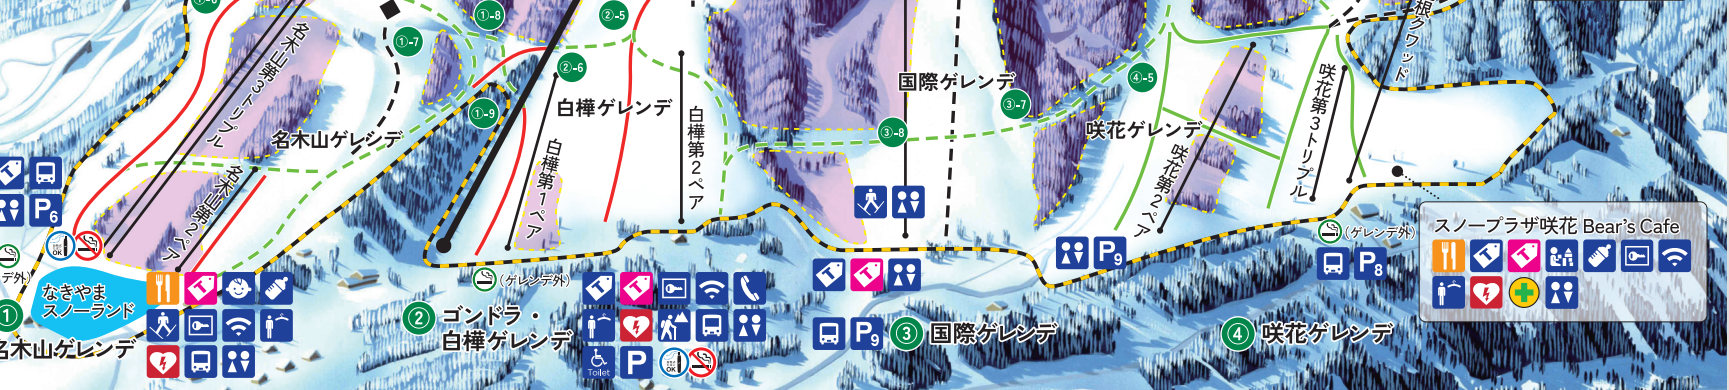 ①-8
②-5
①-7
名木山第3トリプル
②-6
①-9
白樺ゲレンデ
名木山ゲレンデ
白樺第1ペア
白樺第2ペア
名木山第2ペア
国際ゲレンデ
③-7
③-8
④-5
咲花ゲレンデ
咲花第2ペア
咲花第3トリプル
根クワッド
P6
OK
デ外)
なきやま
スノーランド
①
名木山ゲレンデ
(ゲレンデ外)
②
ゴンドラ・
白樺ゲレンデ
Toilet
P
OK
P9
③
国際ゲレンデ
P9
④
咲花ゲレンデ
(ゲレンデ外)
P8
スノープラザ咲花 Bear's Cafe